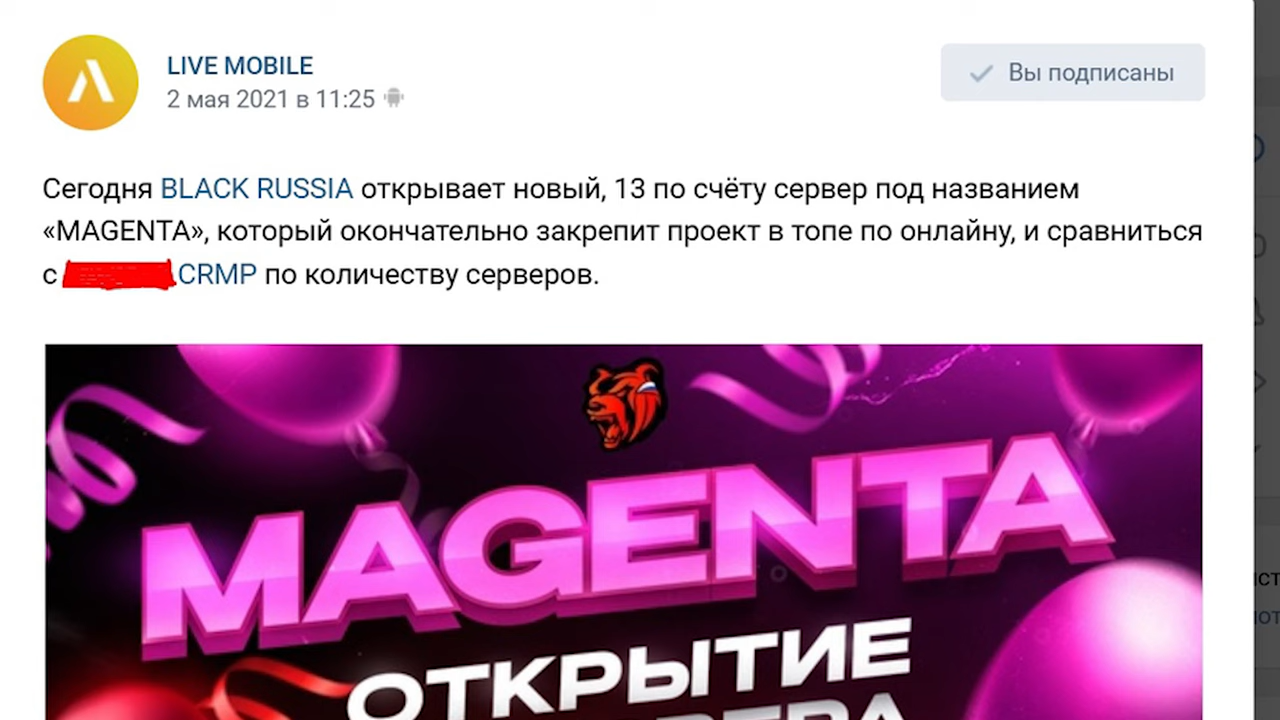 LIVE MOBILE
2 мая 2021 в 11:25
Вы подписаны
Сегодня BLACK RUSSIA открывает новый, 13 по счёту сервер под названием
«MAGENTA», который окончательно закрепит проект в топе по онлайну, и сравниться
с CRMP по количеству серверов.
MAGENTA
ОТКРЫТИЕ